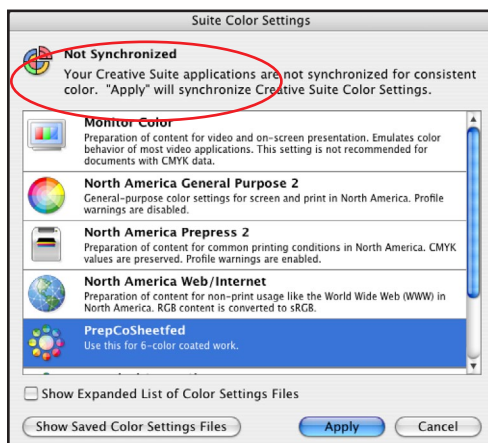 Suite Color Settings
Not Synchronized
Your Creative Suite applications are not synchronized for consistent
color. "Apply" will synchronize Creative Suite Color Settings.
Monitor Color
Preparation of content for video and on-screen presentation. Emulates color
behavior of most video applications. This setting is not recommended for
documents with CMYK data.
North America General Purpose 2
General-purpose color settings for screen and print in North America. Profile
warnings are disabled.
North America Prepress 2
Preparation of content for common printing conditions in North America. CMYK
values are preserved. Profile warnings are enabled.
North America Web/Internet
Preparation of content for non-print usage like the World Wide Web (WWW) in
North America. RGB content is converted to sRGB.
PrepCoSheetfed
Use this for 6-color coated work.
Show Expanded List of Color Settings Files
Show Saved Color Settings Files
Apply
Cancel